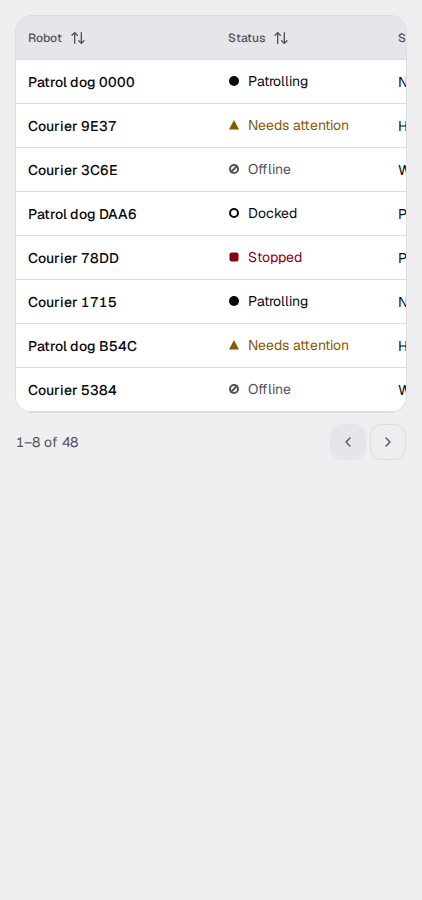 Robot Status S
Patrol dog 0000 Patrolling N
Courier 9E37 Needs attention H
Courier 3C6E Offline W
Patrol dog DAA6 Docked P
Courier 78DD Stopped P
Courier 1715 Patrolling N
Patrol dog B54C Needs attention H
Courier 5384 Offline W
1–8 of 48